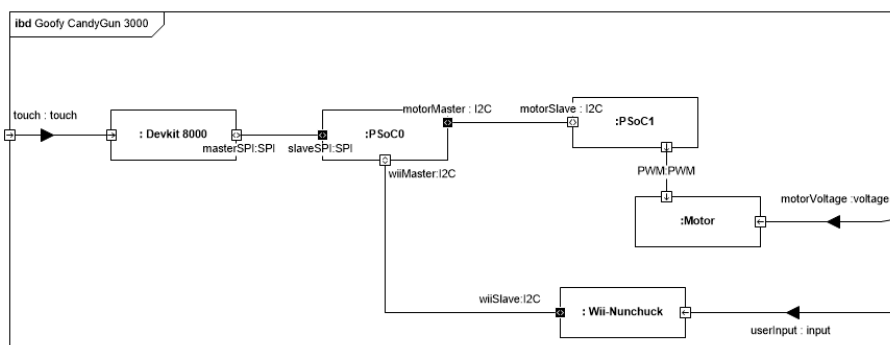 ibd Goofy CandyGun 3000
touch : touch
: Devkit 8000
masterSPI:SPI
slaveSPI:SPI
:PSoC0
motorMaster : I2C
motorSlave : I2C
:PSoC1
wiiMaster:I2C
PWM:PWM
motorVoltage :voltage
:Motor
wiiSlave:I2C
: Wii-Nunchuck
userInput : input